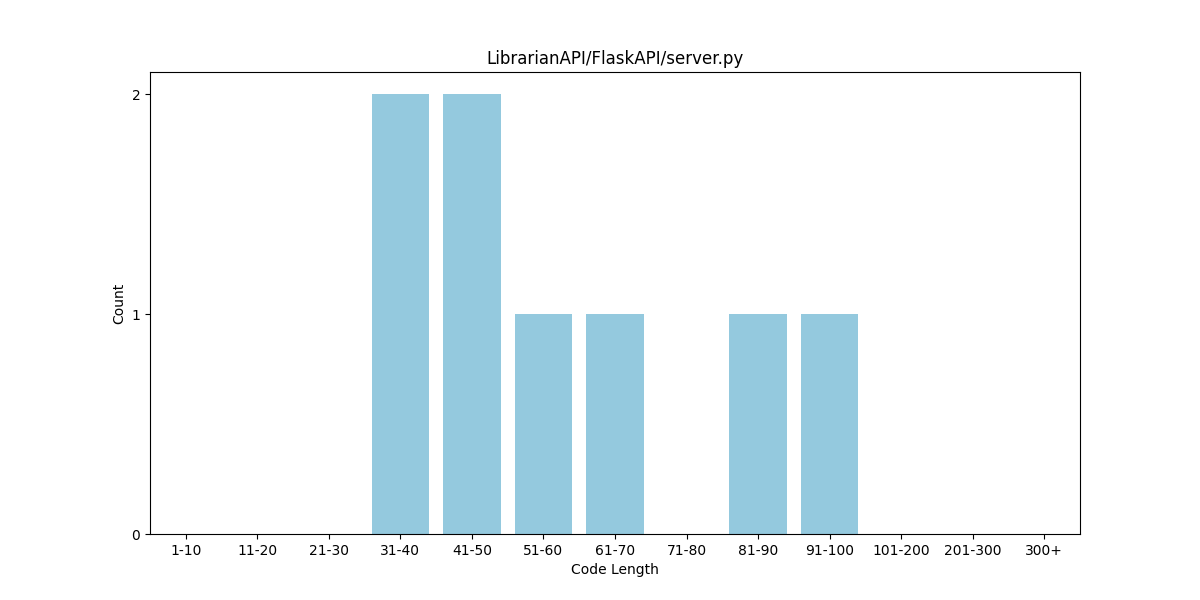 LibrarianAPI/FlaskAPI/server.py
2
1
0
Count
1-10 11-20 21-30 31-40 41-50 51-60 61-70 71-80 81-90 91-100 101-200 201-300 300+
Code Length